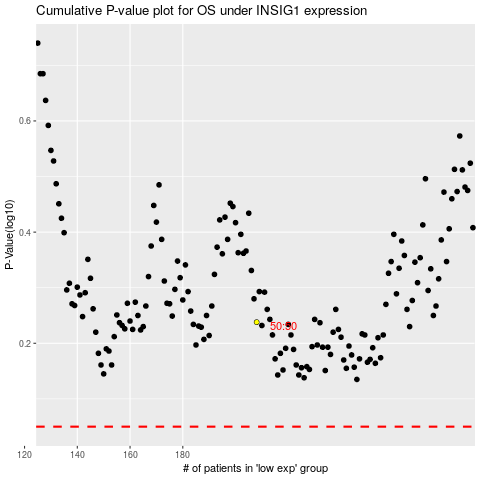 Cumulative P-value plot for OS under INSIG1 expression
P-Value(log10)
0.6
0.4
0.2
50:50
120 140 160 180
# of patients in 'low exp' group